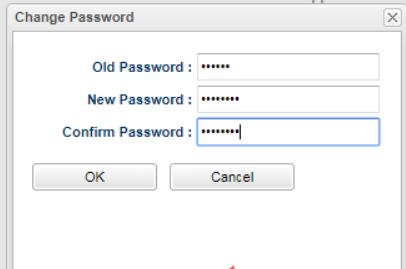 Change Password
Old Password : ••••••
New Password : ••••••••
Confirm Password : ••••••••
OK Cancel